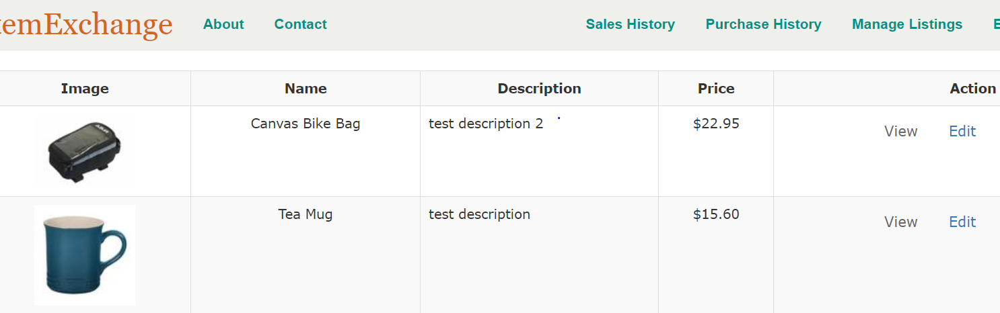 temExchange About Contact Sales History Purchase History Manage Listings
Image Name Description Price Action
Canvas Bike Bag test description 2 $22.95 View Edit
Tea Mug test description $15.60 View Edit